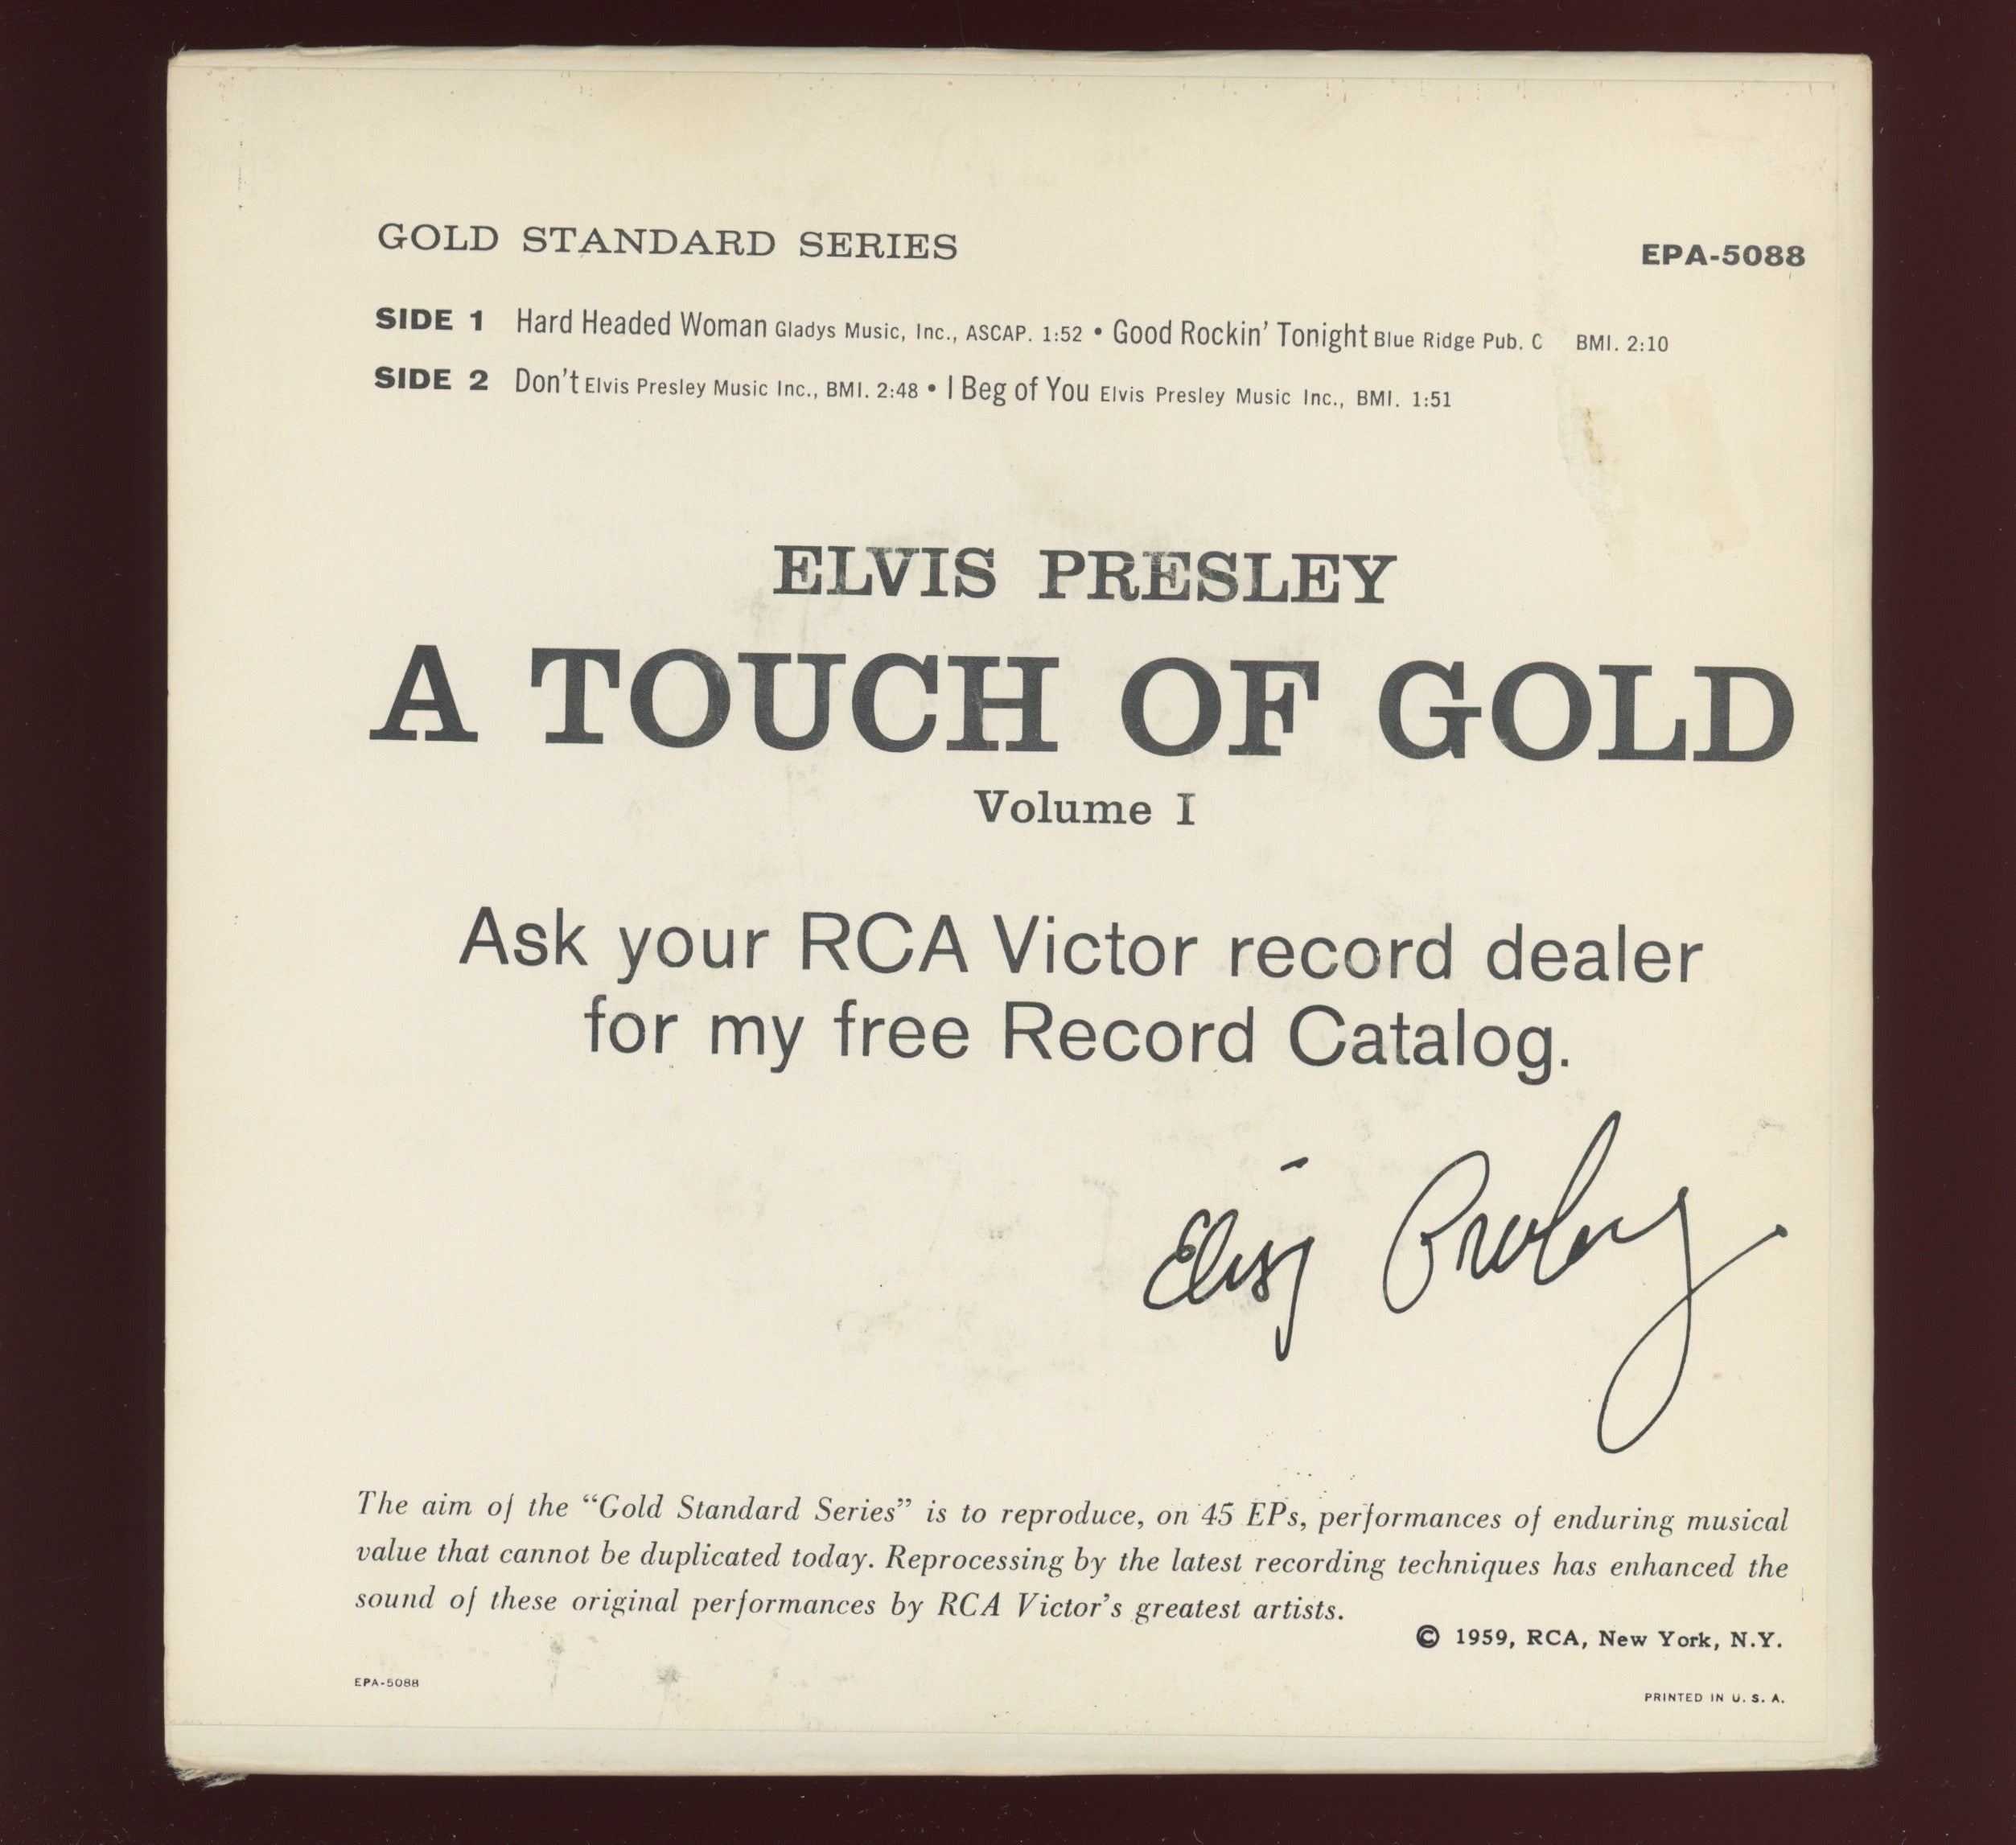 GOLD STANDARD SERIES
EPA-5088
SIDE 1 Hard Headed Woman Gladys Music, Inc., ASCAP. 1:52 • Good Rockin' Tonight Blue Ridge Pub. C BMI. 2:10
SIDE 2 Don't Elvis Presley Music Inc., BMI. 2:48 • I Beg of You Elvis Presley Music Inc., BMI. 1:51
ELVIS PRESLEY
A TOUCH OF GOLD
Volume I
Ask your RCA Victor record dealer
for my free Record Catalog.
Elvis Presley
The aim of the “Gold Standard Series” is to reproduce, on 45 EPs, performances of enduring musical
value that cannot be duplicated today. Reprocessing by the latest recording techniques has enhanced the
sound of these original performances by RCA Victor's greatest artists.
© 1959, RCA, New York, N.Y.
EPA-5088
PRINTED IN U. S. A.